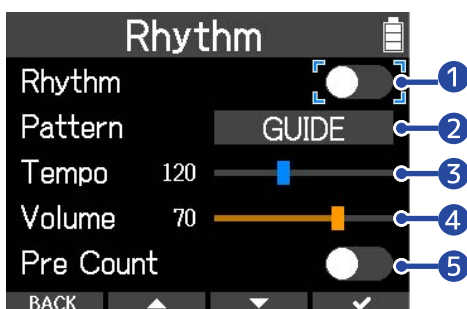 Rhythm
Rhythm 1
Pattern GUIDE 2
Tempo 120 3
Volume 70 4
Pre Count 5
BACK